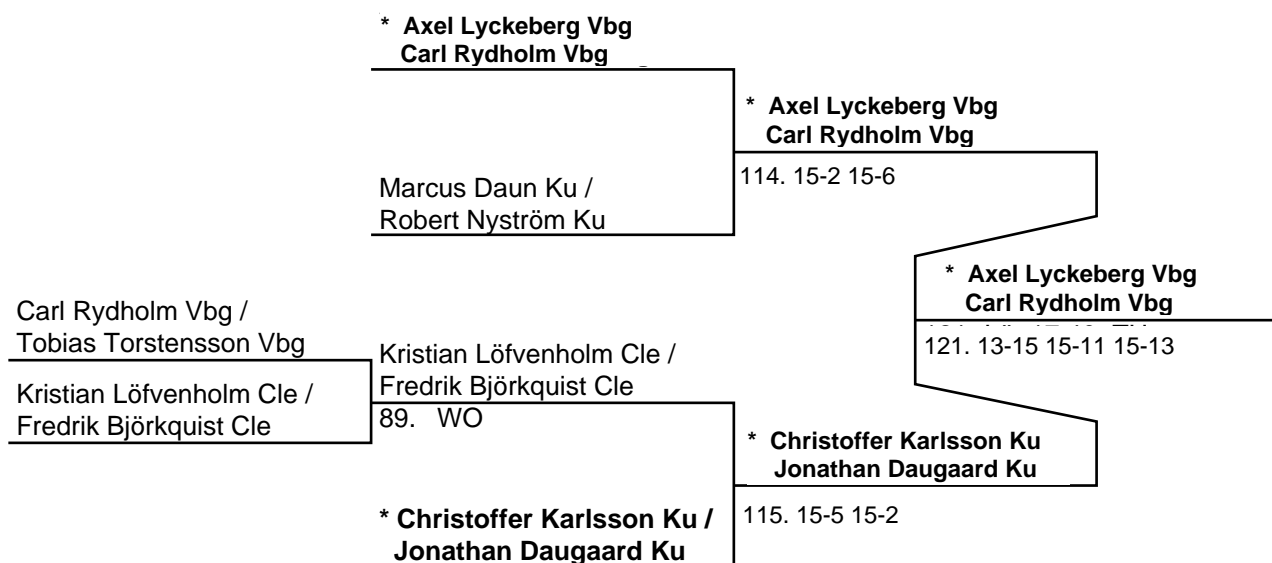 * Axel Lyckeberg Vbg
Carl Rydholm Vbg
* Axel Lyckeberg Vbg
Carl Rydholm Vbg
114. 15-2 15-6
Marcus Daun Ku /
Robert Nyström Ku
* Axel Lyckeberg Vbg
Carl Rydholm Vbg
121. 13-15 15-11 15-13
Carl Rydholm Vbg /
Tobias Torstensson Vbg
Kristian Löfvenholm Cle /
Fredrik Björkquist Cle
Kristian Löfvenholm Cle /
Fredrik Björkquist Cle
89. WO
* Christoffer Karlsson Ku
Jonathan Daugaard Ku
115. 15-5 15-2
* Christoffer Karlsson Ku /
Jonathan Daugaard Ku